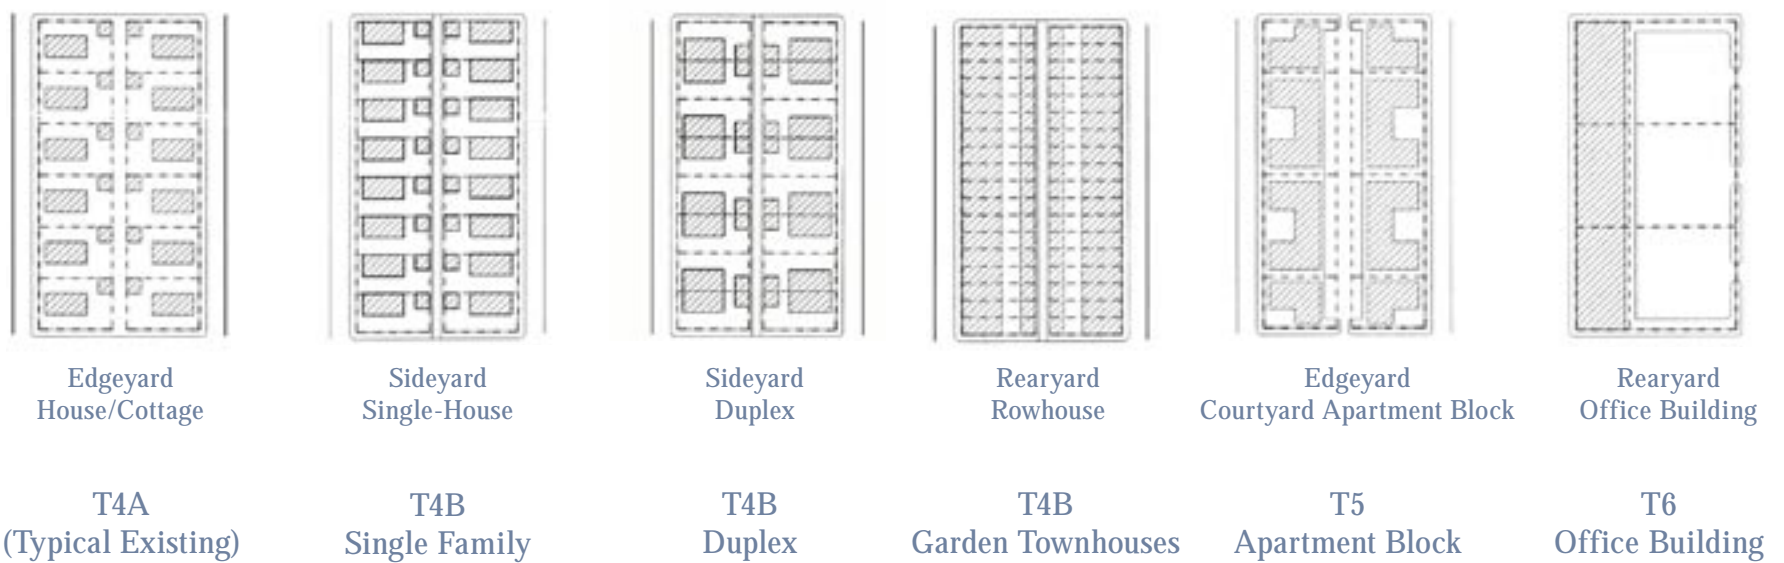 Edgeyard
House/Cottage
Sideyard
Single-House
Sideyard
Duplex
Rearyard
Rowhouse
Edgeyard
Courtyard Apartment Block
Rearyard
Office Building
T4A
(Typical Existing)
T4B
Single Family
T4B
Duplex
T4B
Garden Townhouses
T5
Apartment Block
T6
Office Building